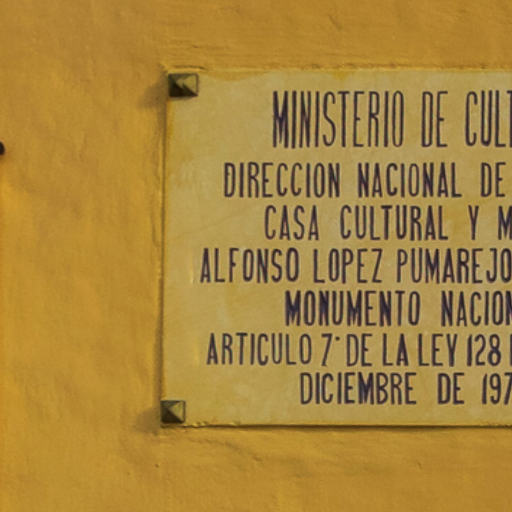 MINISTERIO DE CULT
DIRECCION NACIONAL DE
CASA CULTURAL Y M
ALFONSO LOPEZ PUMAREJO
MONUMENTO NACION
ARTICULO 7° DE LA LEY 128
DICIEMBRE DE 197